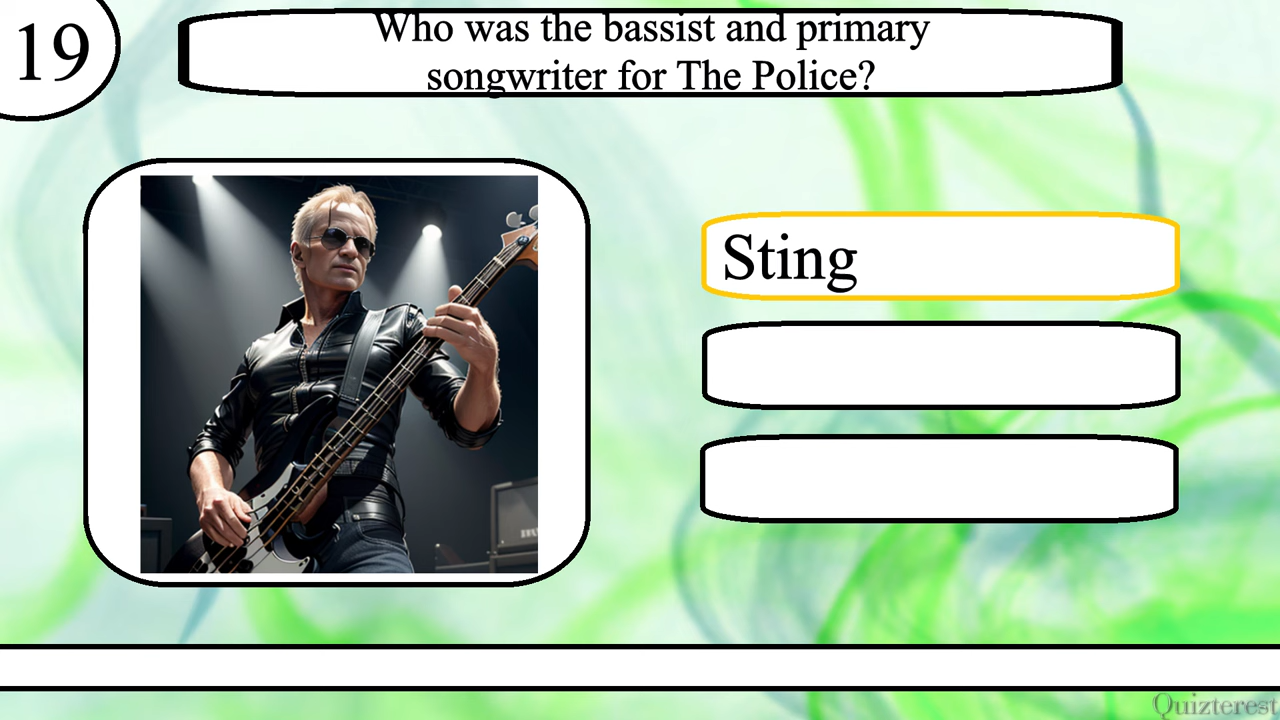 19
Who was the bassist and primary
songwriter for The Police?
Sting
Quizterest